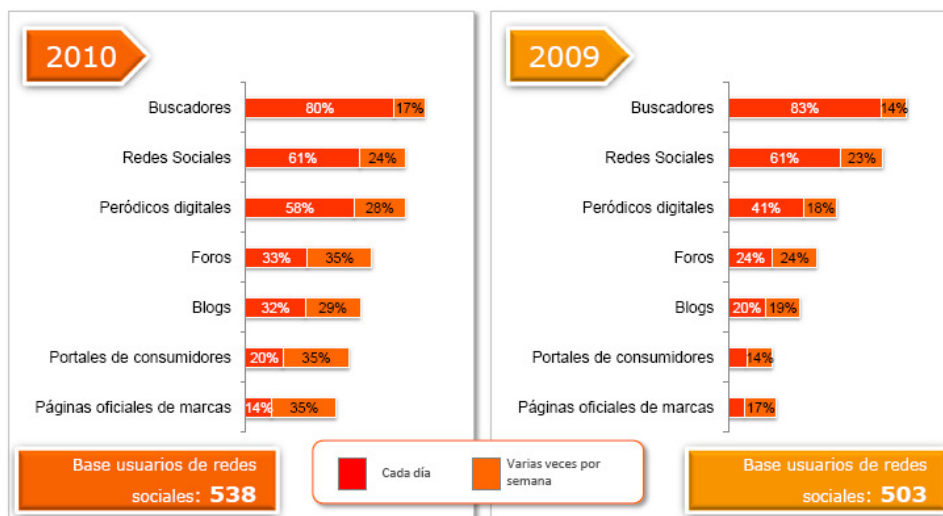 2010
Buscadores 80% 17%
Redes Sociales 61% 24%
Peródicos digitales 58% 28%
Foros 33% 35%
Blogs 32% 29%
Portales de consumidores 20% 35%
Páginas oficiales de marcas 14% 35%
Base usuarios de redes
sociales: 538
2009
Buscadores 83% 14%
Redes Sociales 61% 23%
Peródicos digitales 41% 18%
Foros 24% 24%
Blogs 20% 19%
Portales de consumidores 14%
Páginas oficiales de marcas 17%
Base usuarios de redes
sociales: 503
Cada día
Varias veces por
semana